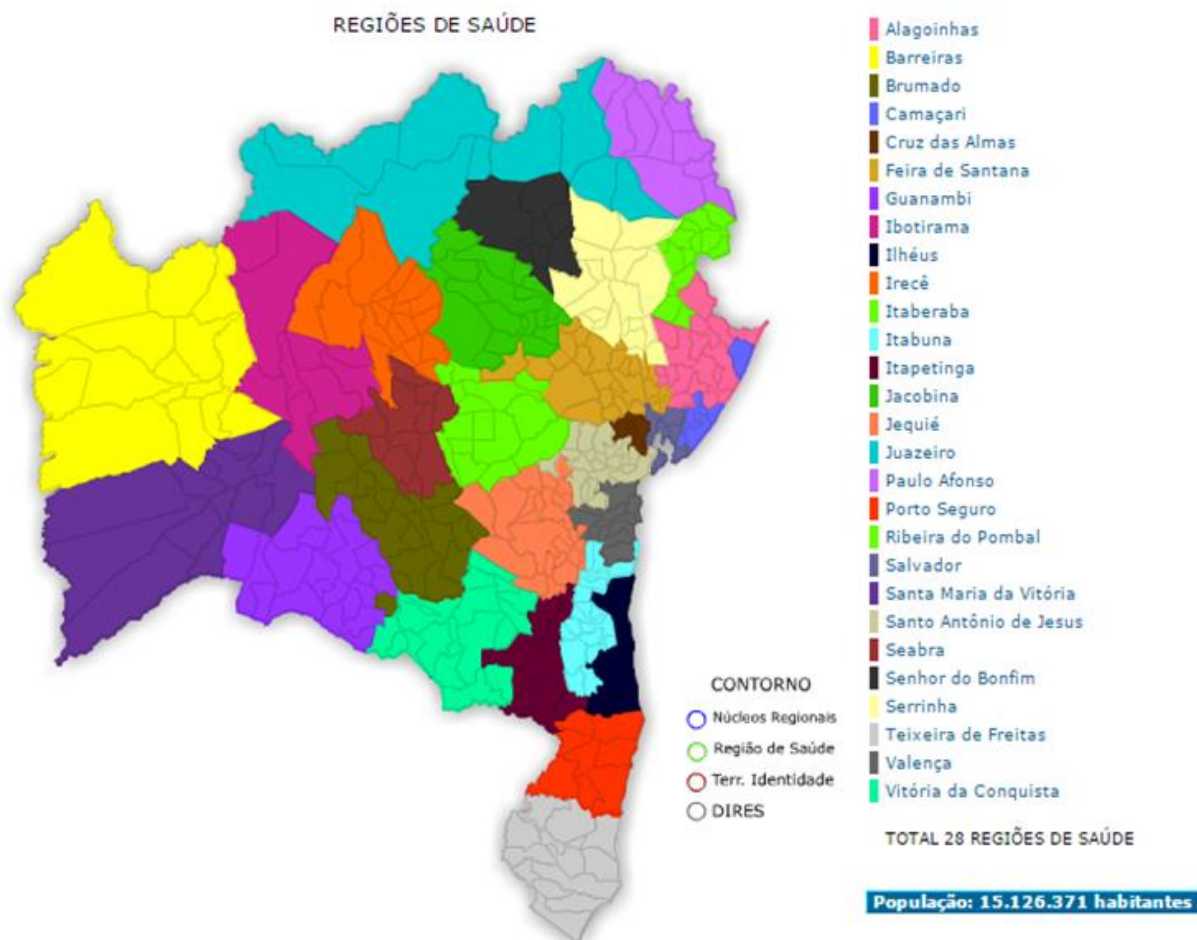 REGIÕES DE SAÚDE
Alagoinhas
Barreiras
Brumado
Camaçari
Cruz das Almas
Feira de Santana
Guanambi
Ibotirama
Ilhéus
Irecê
Itaberaba
Itabuna
Itapetinga
Jacobina
Jequié
Juazeiro
Paulo Afonso
Porto Seguro
Ribeira do Pombal
Salvador
Santa Maria da Vitória
Santo Antônio de Jesus
Seabra
Senhor do Bonfim
Serrinha
Teixeira de Freitas
Valença
Vitória da Conquista
CONTORNO
Núcleos Regionais
Região de Saúde
Terr. Identidade
DIRES
TOTAL 28 REGIÕES DE SAÚDE
População: 15.126.371 habitantes